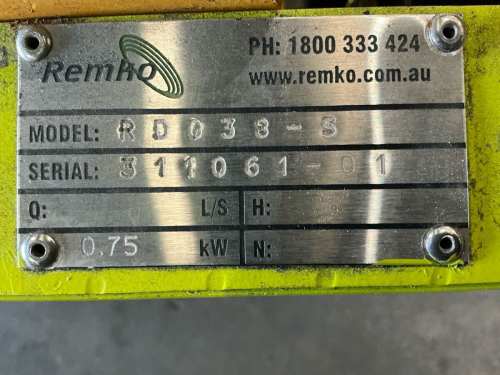 Remko
PH: 1800 333 424
www.remko.com.au
MODEL: RD038-S
SERIAL: 311061-01
Q: L/S H:
0.75 kW N: